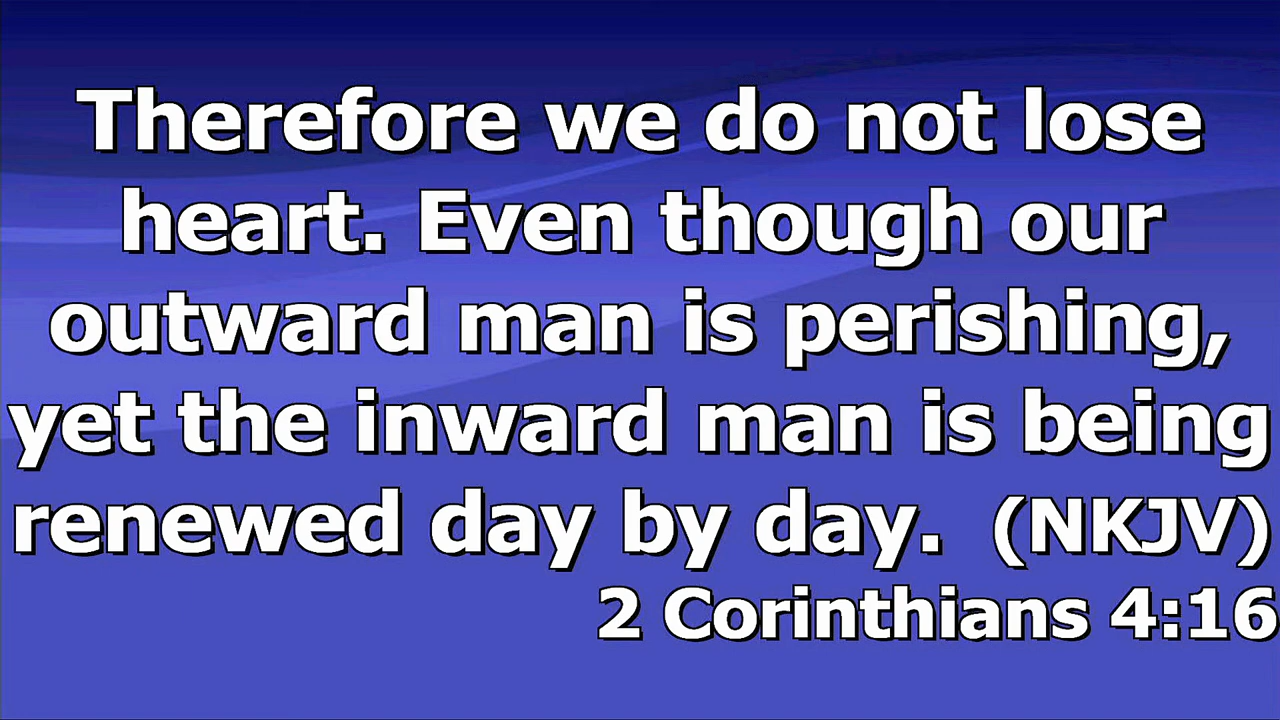 Therefore we do not lose
heart. Even though our
outward man is perishing,
yet the inward man is being
renewed day by day. (NKJV)
2 Corinthians 4:16